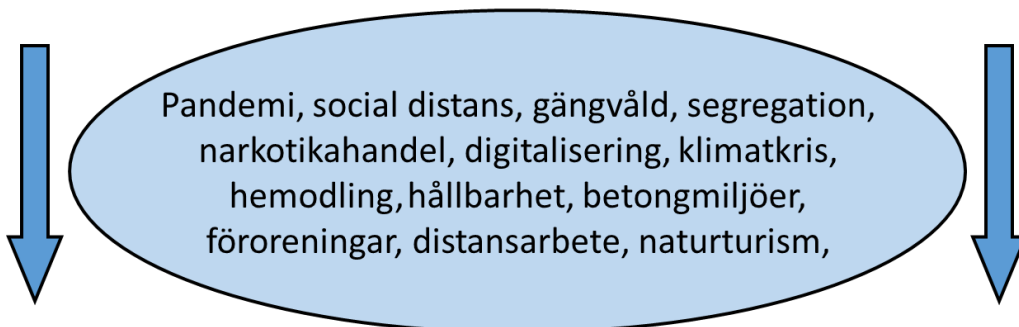 Pandemi, social distans, gängvåld, segregation,
narkotikahandel, digitalisering, klimatkris,
hemodling, hållbarhet, betongmiljöer,
föroreningar, distansarbete, naturturism,